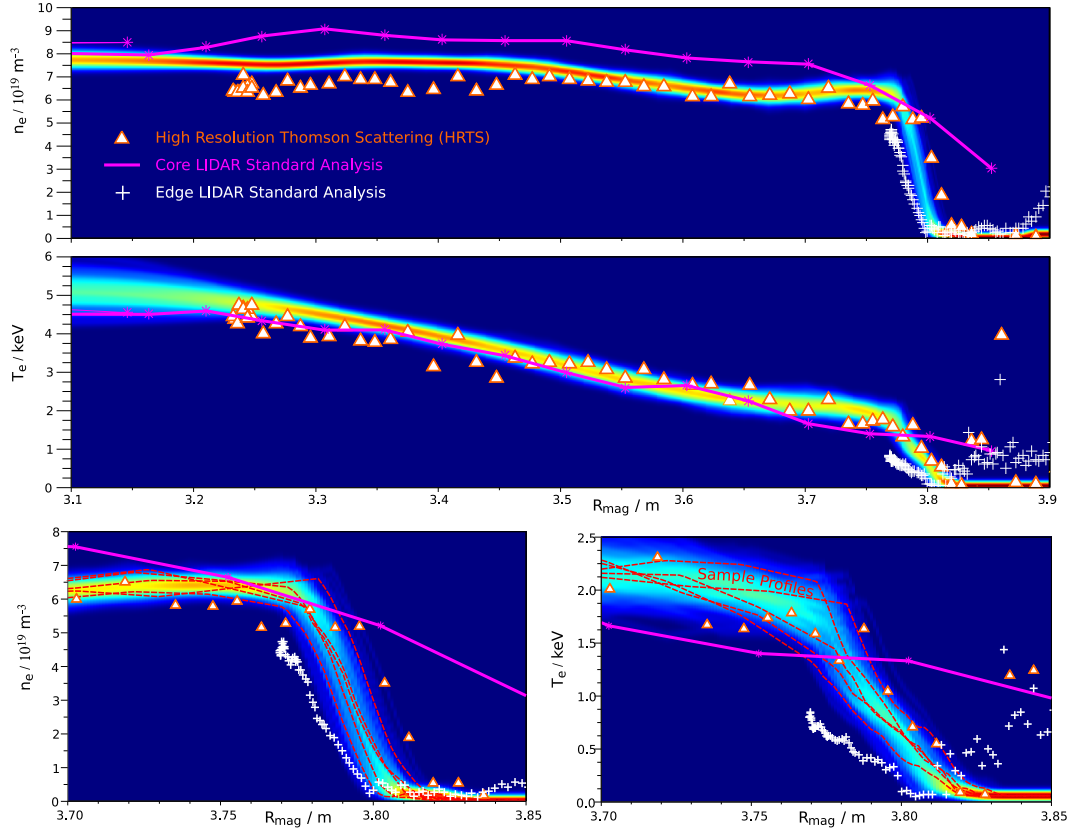 10
9
8
7
6
5
4
3
2
1
0
n_e / 10^19 m^-3
High Resolution Thomson Scattering (HRTS)
Core LIDAR Standard Analysis
Edge LIDAR Standard Analysis
6
5
4
3
2
1
0
T_e / keV
3.1 3.2 3.3 3.4 3.5 3.6 3.7 3.8 3.9
R_mag / m
8
7
6
5
4
3
2
1
0
n_e / 10^19 m^-3
3.70 3.75 3.80 3.85
R_mag / m
2.5
2.0
1.5
1.0
0.5
0.0
T_e / keV
Sample Profiles
3.70 3.75 3.80 3.85
R_mag / m